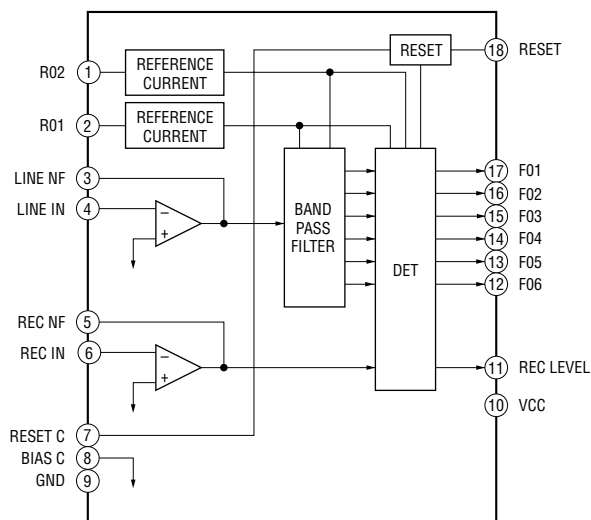 RESET
18 RESET
R02 1 REFERENCE CURRENT
R01 2 REFERENCE CURRENT
LINE NF 3
17 F01
LINE IN 4
16 F02
BAND PASS FILTER
15 F03
− +
14 F04
DET
13 F05
12 F06
REC NF 5
REC IN 6
− +
11 REC LEVEL
10 VCC
RESET C 7
BIAS C 8
GND 9